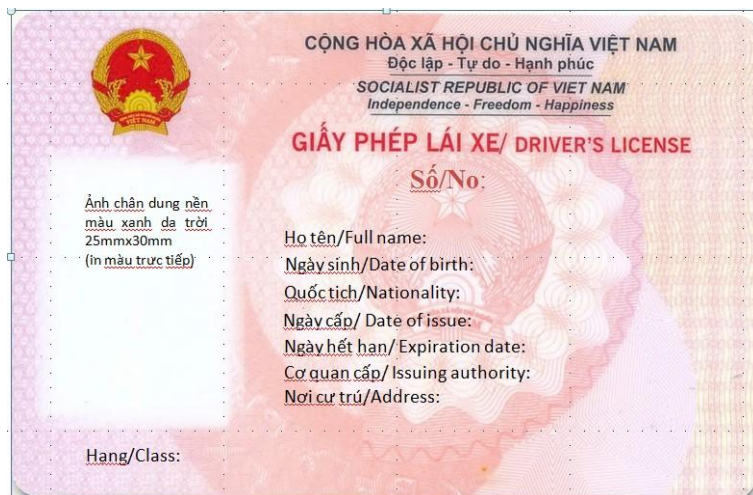 CỘNG HÒA XÃ HỘI CHỦ NGHĨA VIỆT NAM
Độc lập - Tự do - Hạnh phúc
SOCIALIST REPUBLIC OF VIET NAM
Independence - Freedom - Happiness
GIẤY PHÉP LÁI XE/ DRIVER'S LICENSE
Số/No:
Ảnh chân dung nền
màu xanh da trời
25mmx30mm
(in màu trực tiếp)
Họ tên/Full name:
Ngày sinh/Date of birth:
Quốc tịch/Nationality:
Ngày cấp/ Date of issue:
Ngày hết hạn/ Expiration date:
Cơ quan cấp/ Issuing authority:
Nơi cư trú/Address:
Hạng/Class: